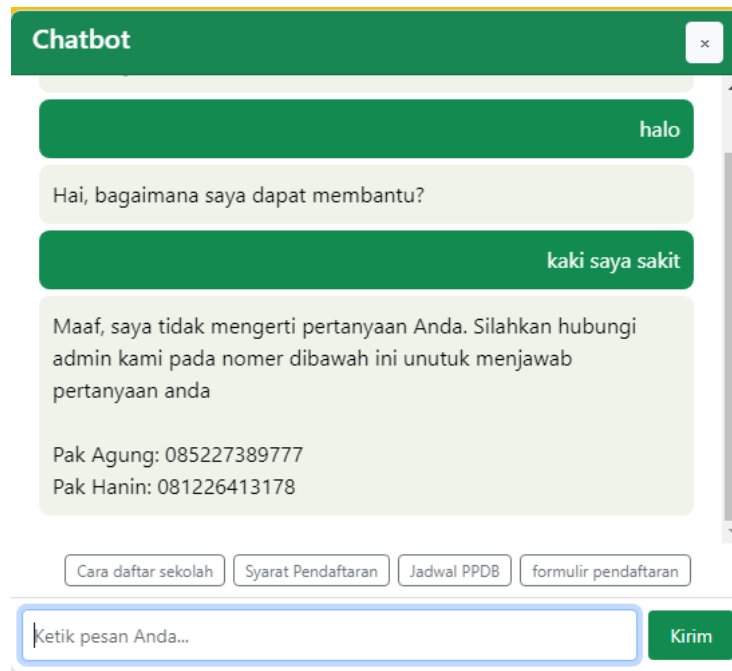 Chatbot
×
halo
Hai, bagaimana saya dapat membantu?
kaki saya sakit
Maaf, saya tidak mengerti pertanyaan Anda. Silahkan hubungi
admin kami pada nomer dibawah ini unutuk menjawab
pertanyaan anda
Pak Agung: 085227389777
Pak Hanin: 081226413178
Cara daftar sekolah Syarat Pendaftaran Jadwal PPDB formulir pendaftaran
Ketik pesan Anda... Kirim